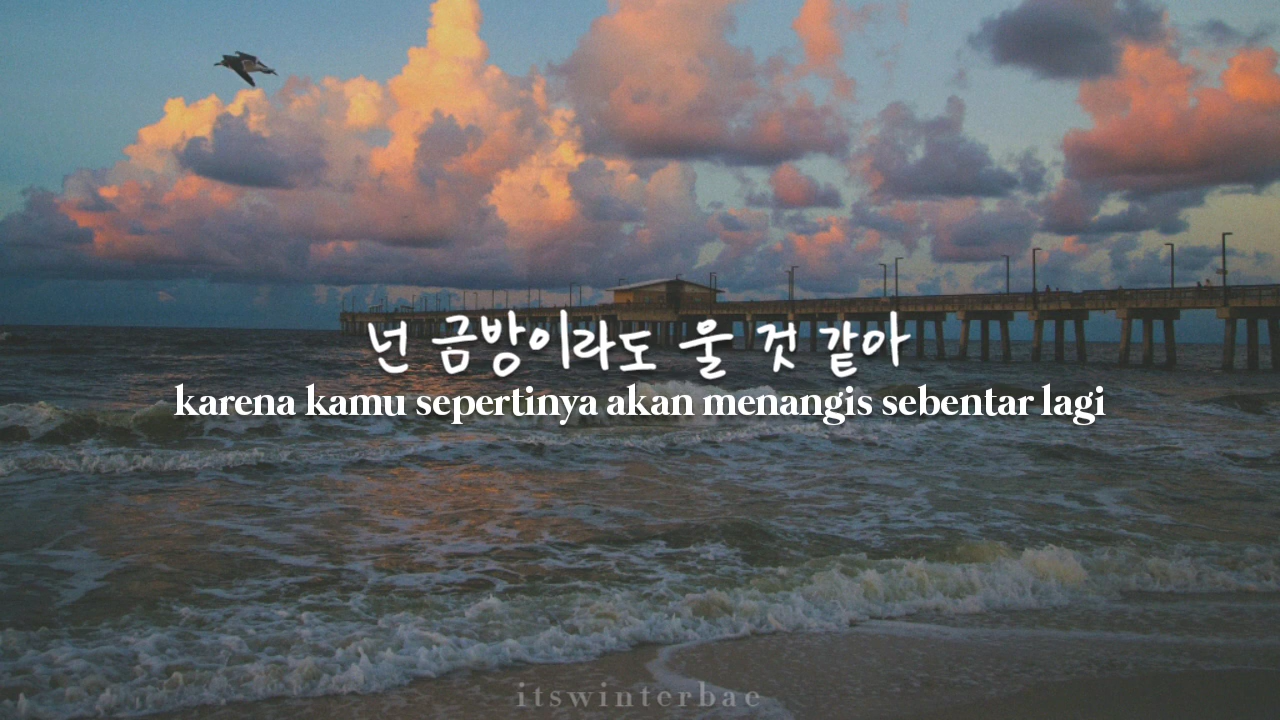 넌 금방이라도 울 것 같아
karena kamu sepertinya akan menangis sebentar lagi
itswinterbae